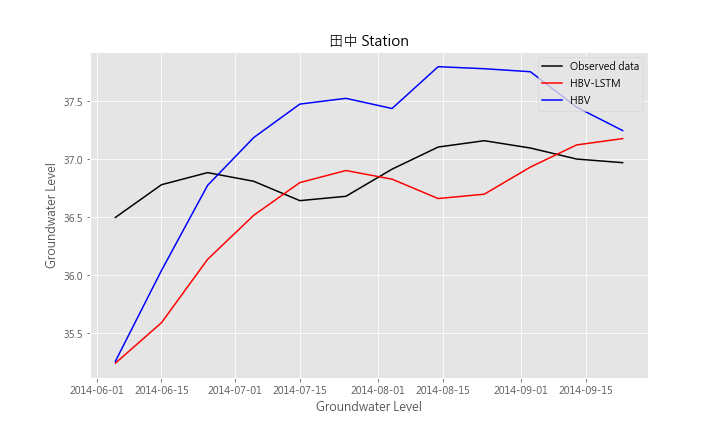 田中 Station
Observed data
HBV-LSTM
HBV
Groundwater Level
37.5
37.0
36.5
36.0
35.5
2014-06-01 2014-06-15 2014-07-01 2014-07-15 2014-08-01 2014-08-15 2014-09-01 2014-09-15
Groundwater Level